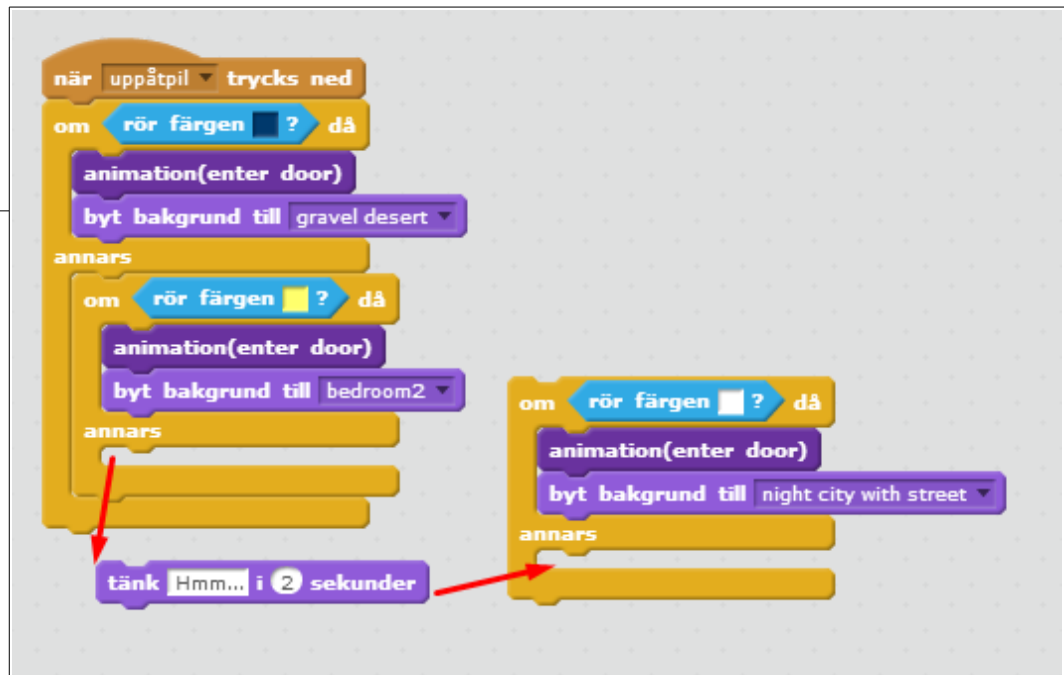 när uppåtpil trycks ned
om rör färgen ? då
animation(enter door)
byt bakgrund till gravel desert
annars
om rör färgen ? då
animation(enter door)
byt bakgrund till bedroom2
annars
tänk Hmm... i 2 sekunder
om rör färgen ? då
animation(enter door)
byt bakgrund till night city with street
annars